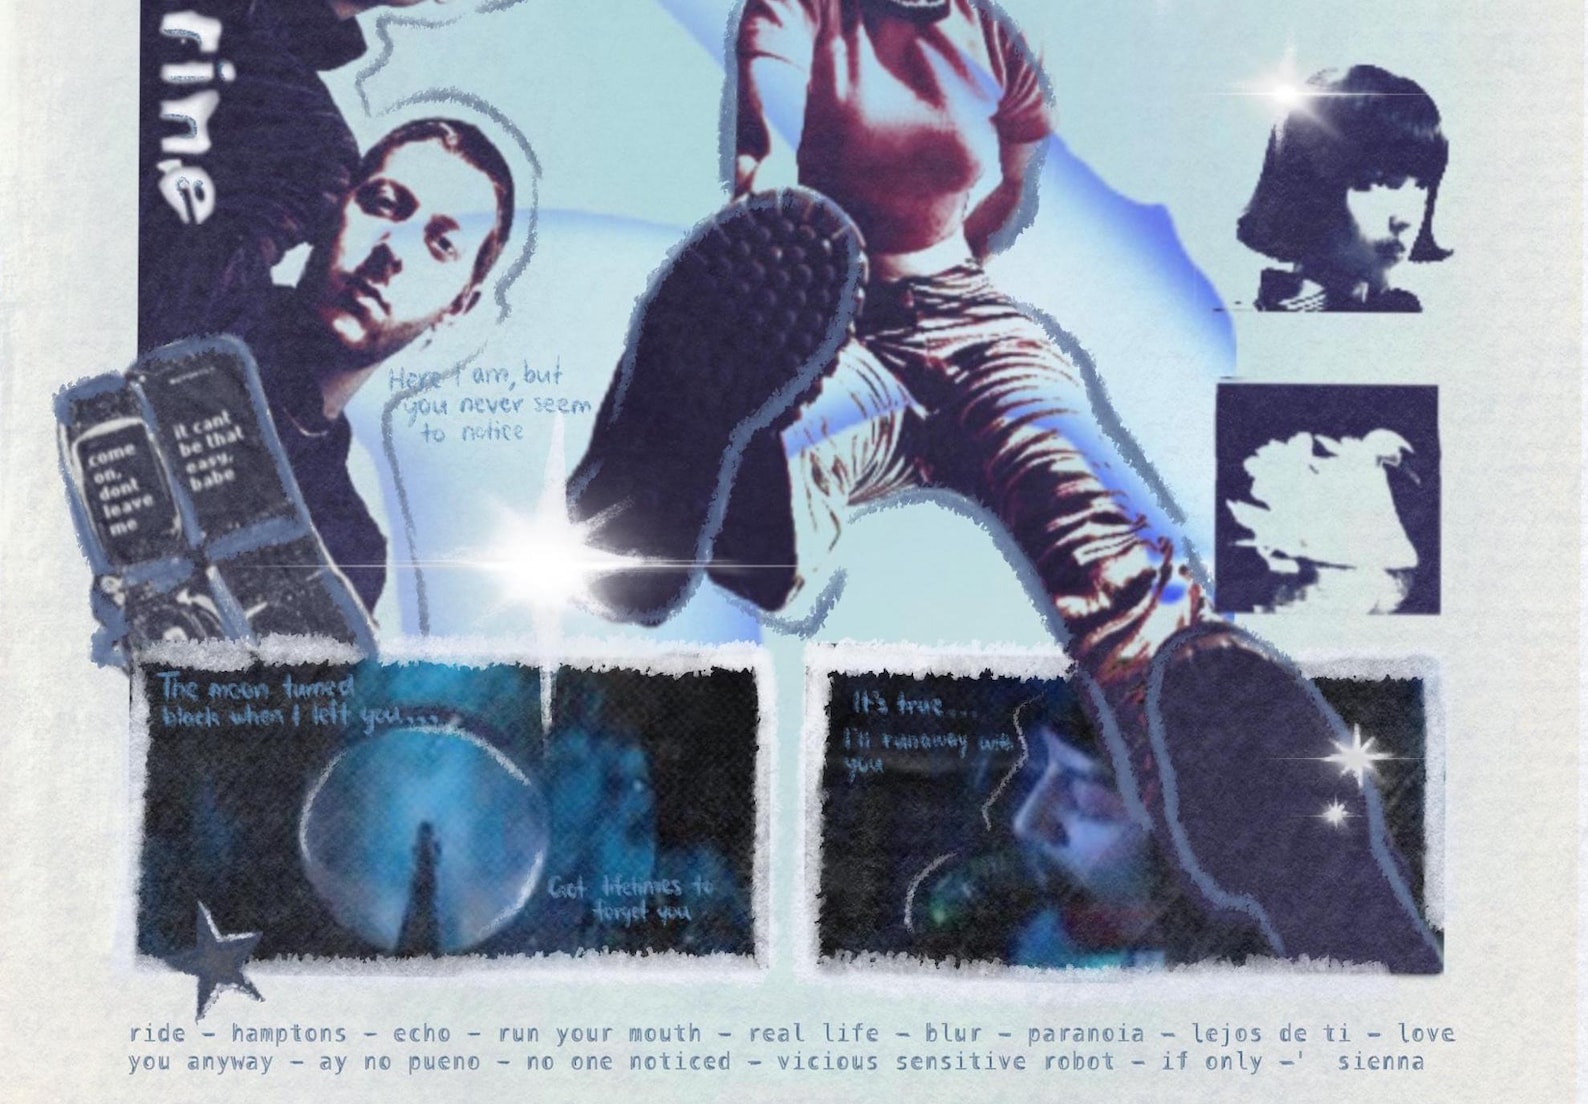 rine
Here I am, but
you never seem
to notice
come
on,
dont
leave
me
it cant
be that
easy,
babe
The moon turned
black when I left you...
Got lifetimes to
forget you
It's true...
I'll runaway with
you
ride - hamptons - echo - run your mouth - real life - blur - paranoia - lejos de ti - love
you anyway - ay no pueno - no one noticed - vicious sensitive robot - if only -' sienna